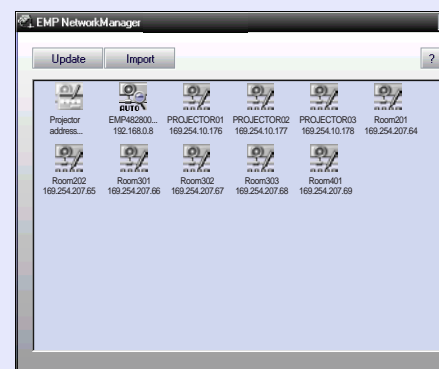 EMP NetworkManager
Update Import ?
AUTO
Projector EMP482800... PROJECTOR01 PROJECTOR02 PROJECTOR03 Room201
address... 192.168.0.8 169.254.10.176 169.254.10.177 169.254.10.178 169.254.207.64
Room202 Room301 Room302 Room303 Room401
169.254.207.65 169.254.207.66 169.254.207.67 169.254.207.68 169.254.207.69